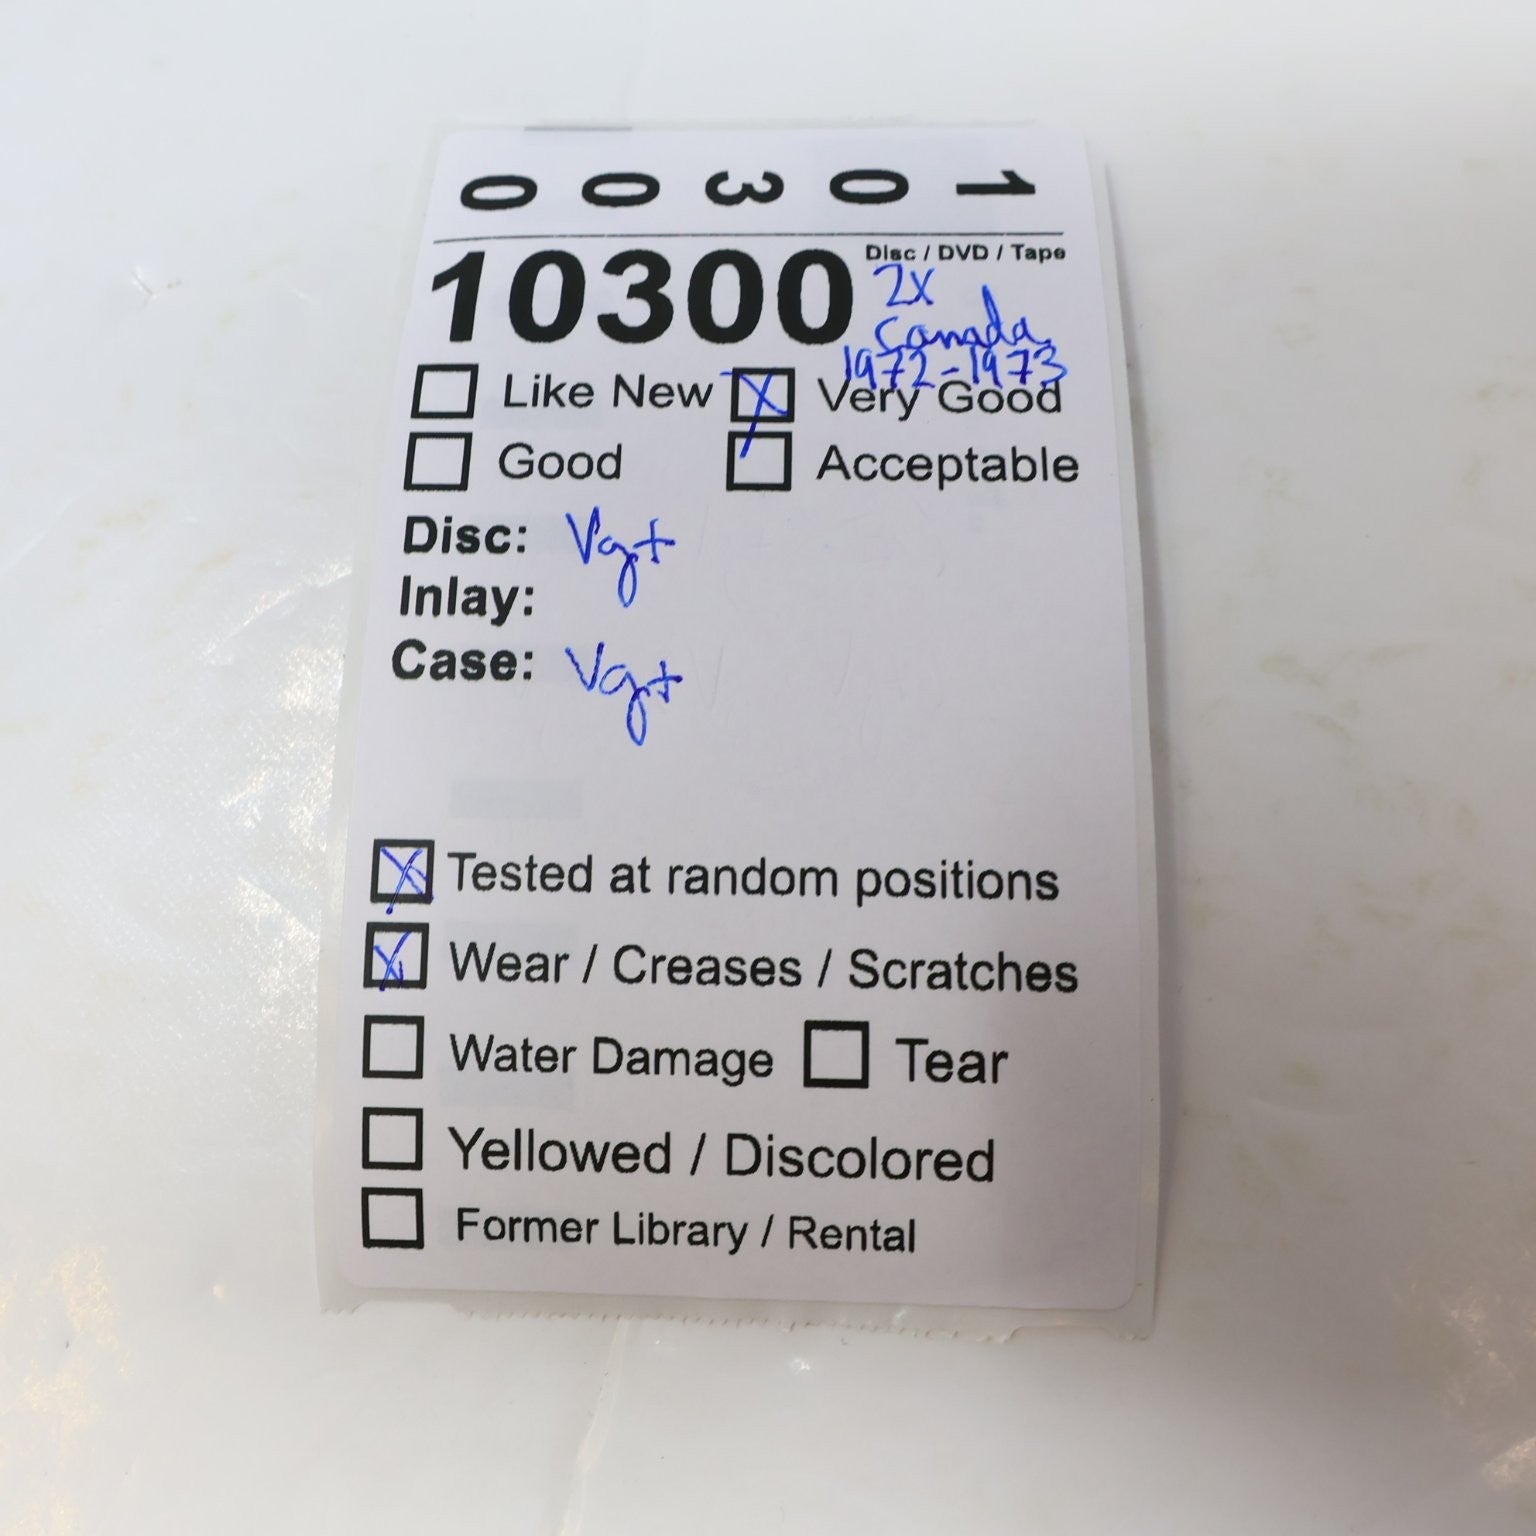 10300
10300 Disc / DVD / Tape
2x
Canada
1972-1973
Like New Very Good
Good Acceptable
Disc: Vg+
Inlay:
Case: Vg+
Tested at random positions
Wear / Creases / Scratches
Water Damage Tear
Yellowed / Discolored
Former Library / Rental